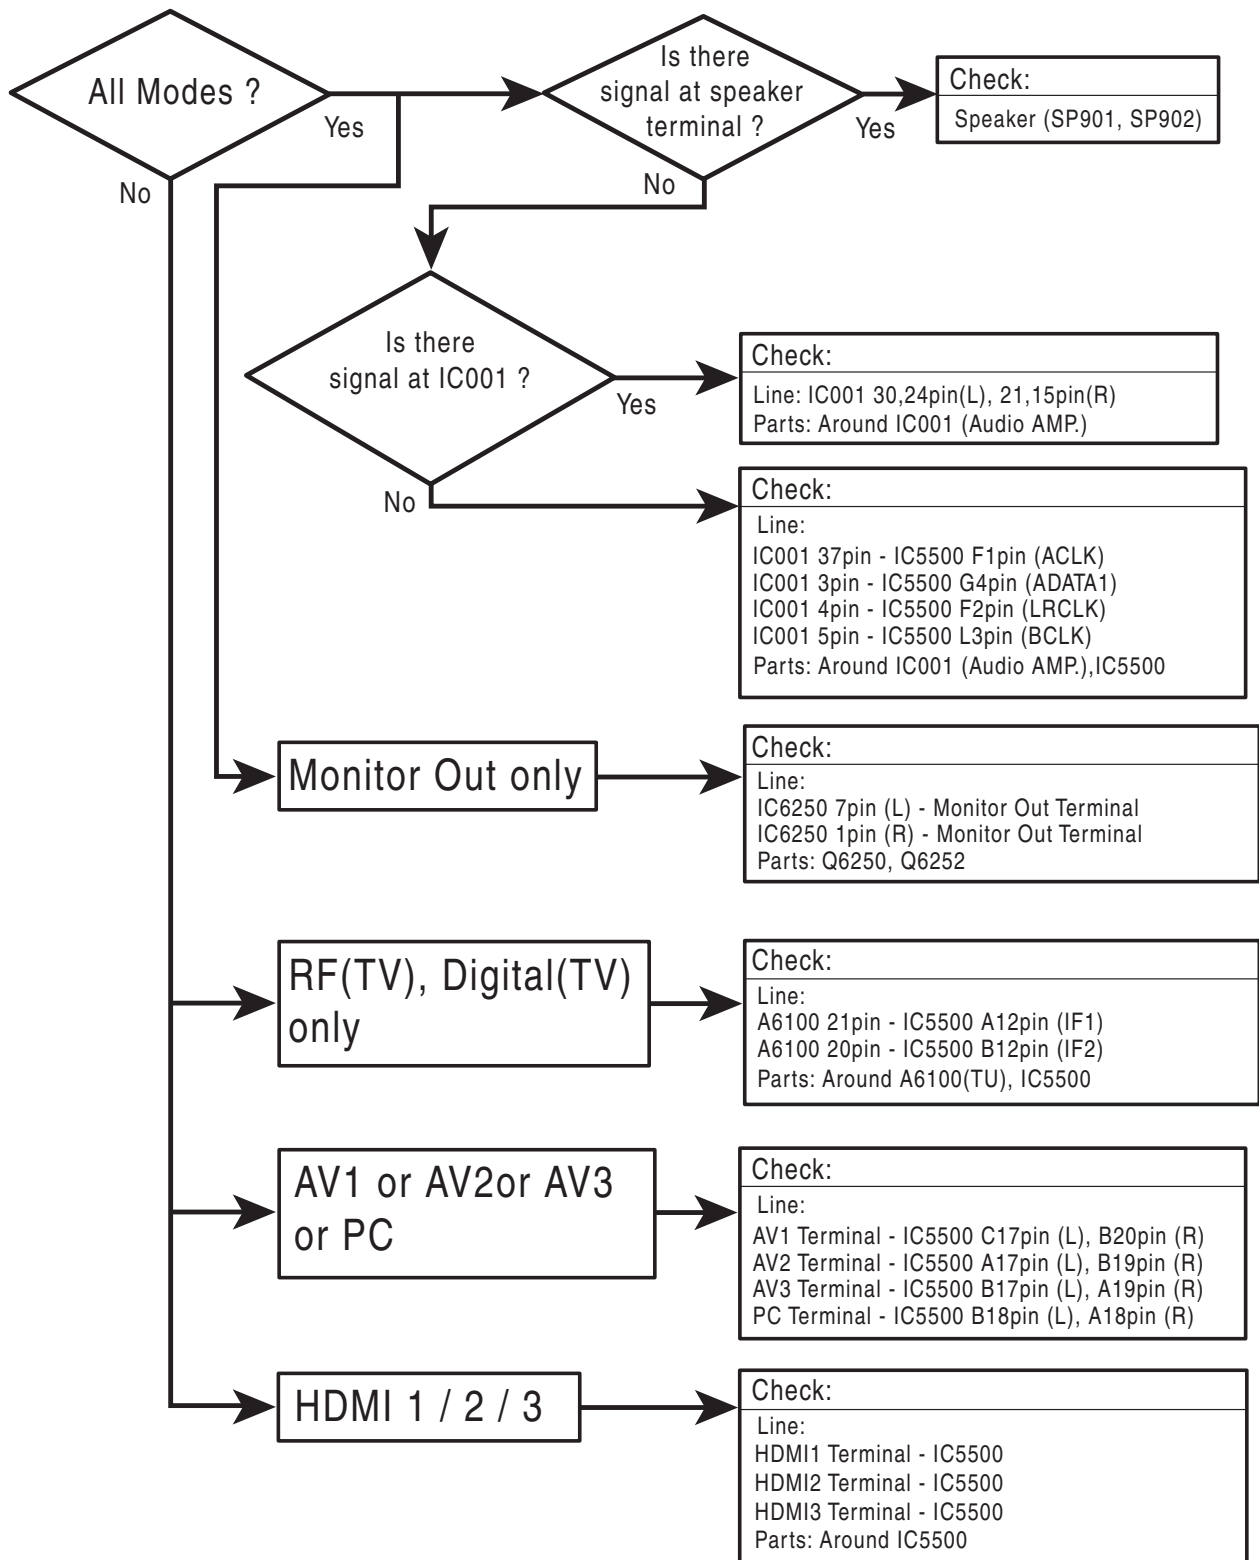 All Modes ?
Yes
No
Is there
signal at speaker
terminal ?
Yes
No
Check:
Speaker (SP901, SP902)
Is there
signal at IC001 ?
Yes
No
Check:
Line: IC001 30,24pin(L), 21,15pin(R)
Parts: Around IC001 (Audio AMP.)
Check:
Line:
IC001 37pin - IC5500 F1pin (ACLK)
IC001 3pin - IC5500 G4pin (ADATA1)
IC001 4pin - IC5500 F2pin (LRCLK)
IC001 5pin - IC5500 L3pin (BCLK)
Parts: Around IC001 (Audio AMP.),IC5500
Monitor Out only
Check:
Line:
IC6250 7pin (L) - Monitor Out Terminal
IC6250 1pin (R) - Monitor Out Terminal
Parts: Q6250, Q6252
RF(TV), Digital(TV)
only
Check:
Line:
A6100 21pin - IC5500 A12pin (IF1)
A6100 20pin - IC5500 B12pin (IF2)
Parts: Around A6100(TU), IC5500
AV1 or AV2or AV3
or PC
Check:
Line:
AV1 Terminal - IC5500 C17pin (L), B20pin (R)
AV2 Terminal - IC5500 A17pin (L), B19pin (R)
AV3 Terminal - IC5500 B17pin (L), A19pin (R)
PC Terminal - IC5500 B18pin (L), A18pin (R)
HDMI 1 / 2 / 3
Check:
Line:
HDMI1 Terminal - IC5500
HDMI2 Terminal - IC5500
HDMI3 Terminal - IC5500
Parts: Around IC5500